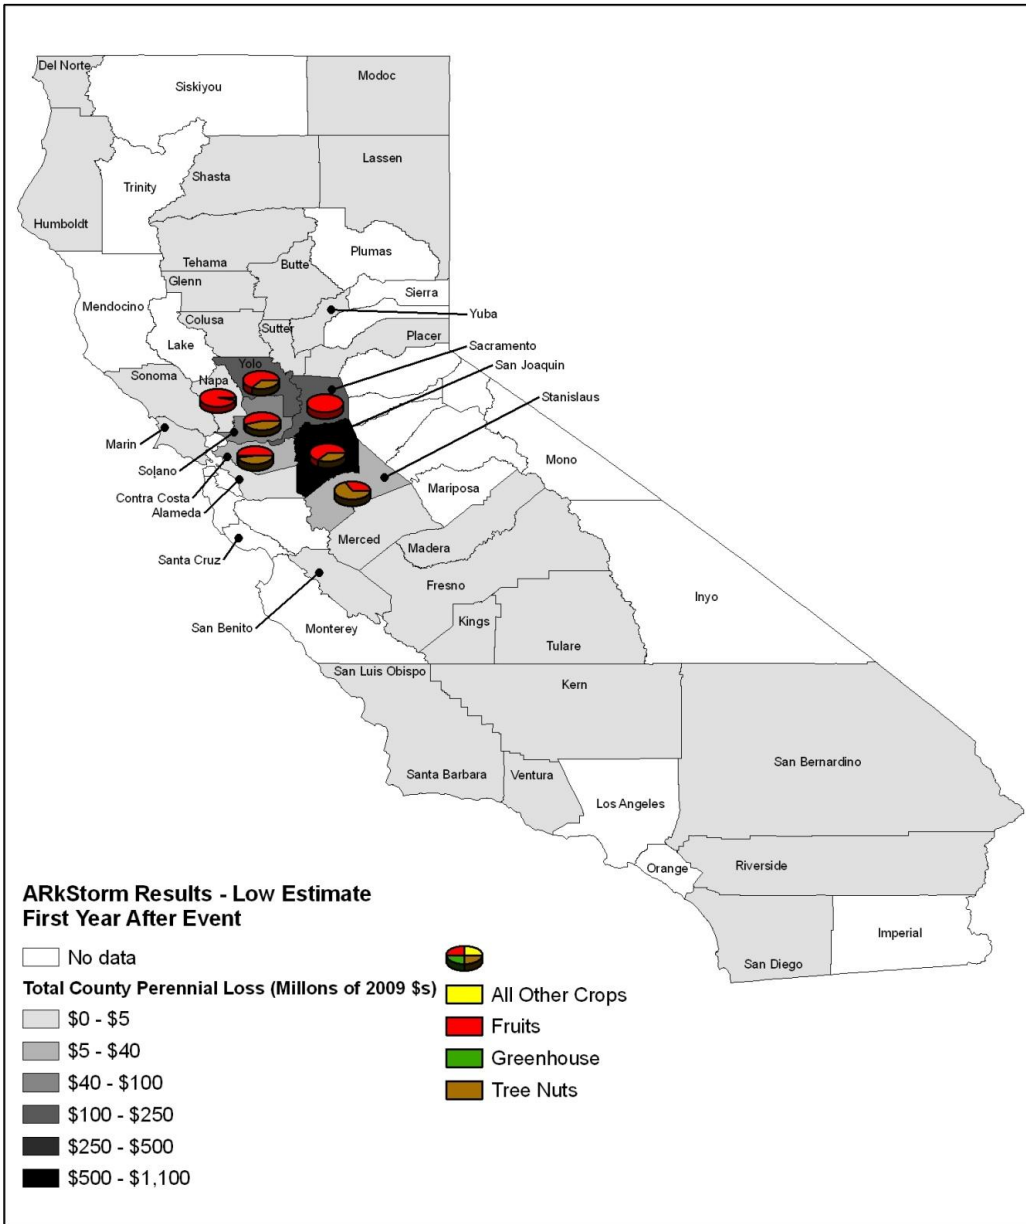 Del Norte
Siskiyou
Modoc
Trinity
Shasta
Lassen
Humboldt
Tehama
Plumas
Butte
Glenn
Sierra
Mendocino
Colusa
Yuba
Lake
Sutter
Placer
Sacramento
Yolo
San Joaquin
Sonoma
Napa
Stanislaus
Marin
Solano
Mono
Contra Costa
Mariposa
Alameda
Merced
Santa Cruz
Madera
Fresno
Inyo
San Benito
Monterey
Kings
Tulare
San Luis Obispo
Kern
San Bernardino
Santa Barbara
Ventura
Los Angeles
Orange
Riverside
Imperial
San Diego
ARkStorm Results - Low Estimate
First Year After Event
No data
Total County Perennial Loss (Millons of 2009 $s)
$0 - $5
$5 - $40
$40 - $100
$100 - $250
$250 - $500
$500 - $1,100
All Other Crops
Fruits
Greenhouse
Tree Nuts